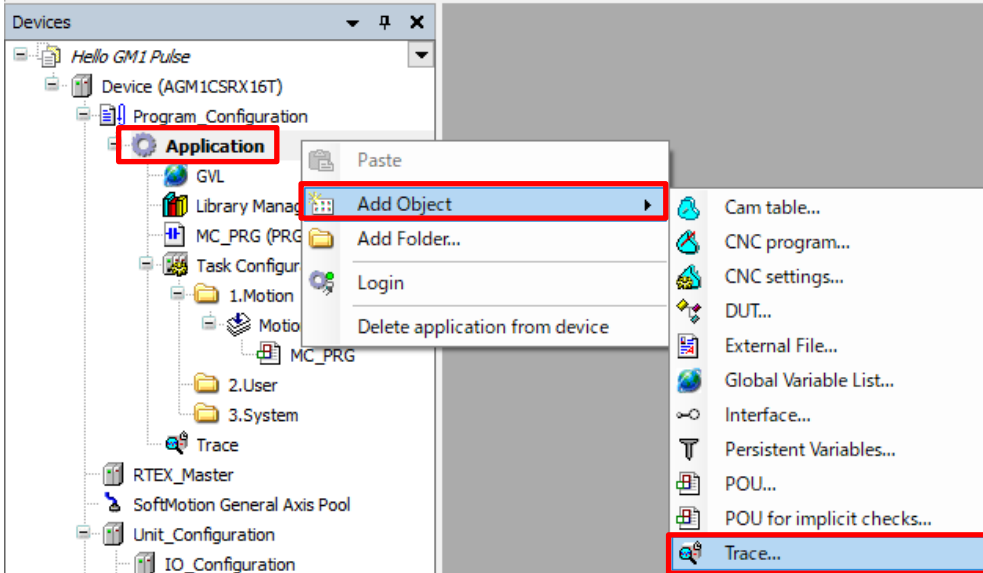 Devices
Hello GM1 Pulse
Device (AGM1CSRX16T)
Program_Configuration
Application
GVL
Library Manag
MC_PRG (PRG
Task Configur
1.Motion
Motio
MC_PRG
2.User
3.System
Trace
RTEX_Master
SoftMotion General Axis Pool
Unit_Configuration
IO_Configuration
Paste
Add Object
Add Folder...
Login
Delete application from device
Cam table...
CNC program...
CNC settings...
DUT...
External File...
Global Variable List...
Interface...
Persistent Variables...
POU...
POU for implicit checks...
Trace...